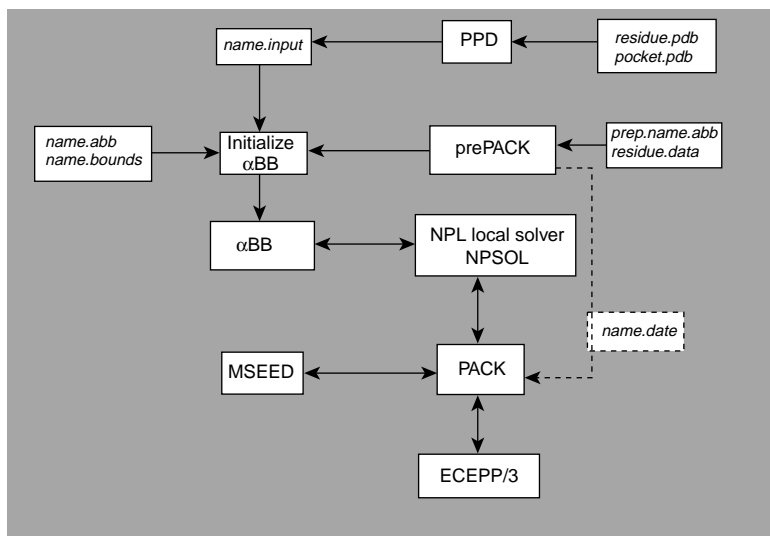 name.input
PPD
residue.pdb
pocket.pdb
name.abb
name.bounds
Initialize
αBB
prePACK
prep.name.abb
residue.data
αBB
NPL local solver
NPSOL
name.date
MSEED
PACK
ECEPP/3